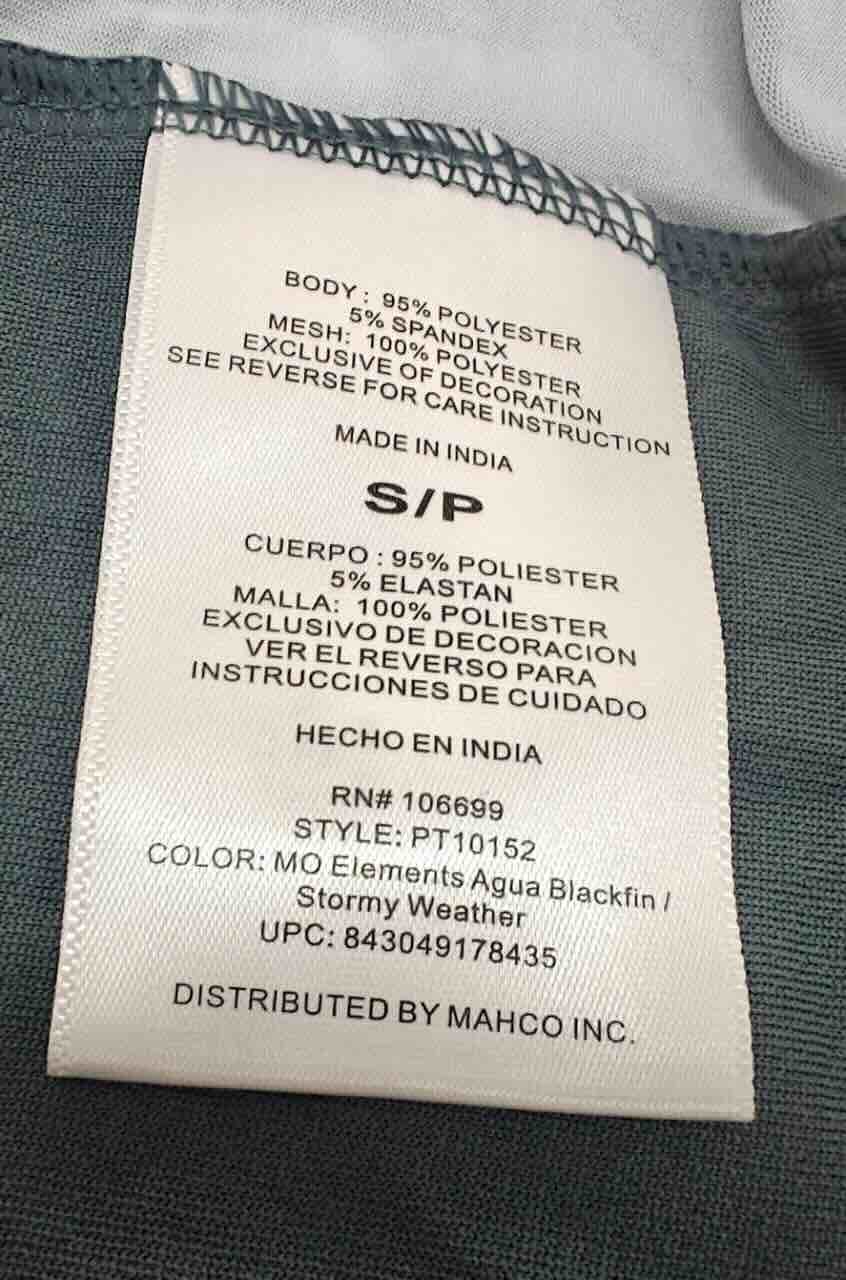 BODY : 95% POLYESTER
5% SPANDEX
MESH: 100% POLYESTER
EXCLUSIVE OF DECORATION
SEE REVERSE FOR CARE INSTRUCTION
MADE IN INDIA
S/P
CUERPO : 95% POLIESTER
5% ELASTAN
MALLA: 100% POLIESTER
EXCLUSIVO DE DECORACION
VER EL REVERSO PARA
INSTRUCCIONES DE CUIDADO
HECHO EN INDIA
RN# 106699
STYLE: PT10152
COLOR: MO Elements Agua Blackfin /
Stormy Weather
UPC: 843049178435
DISTRIBUTED BY MAHCO INC.